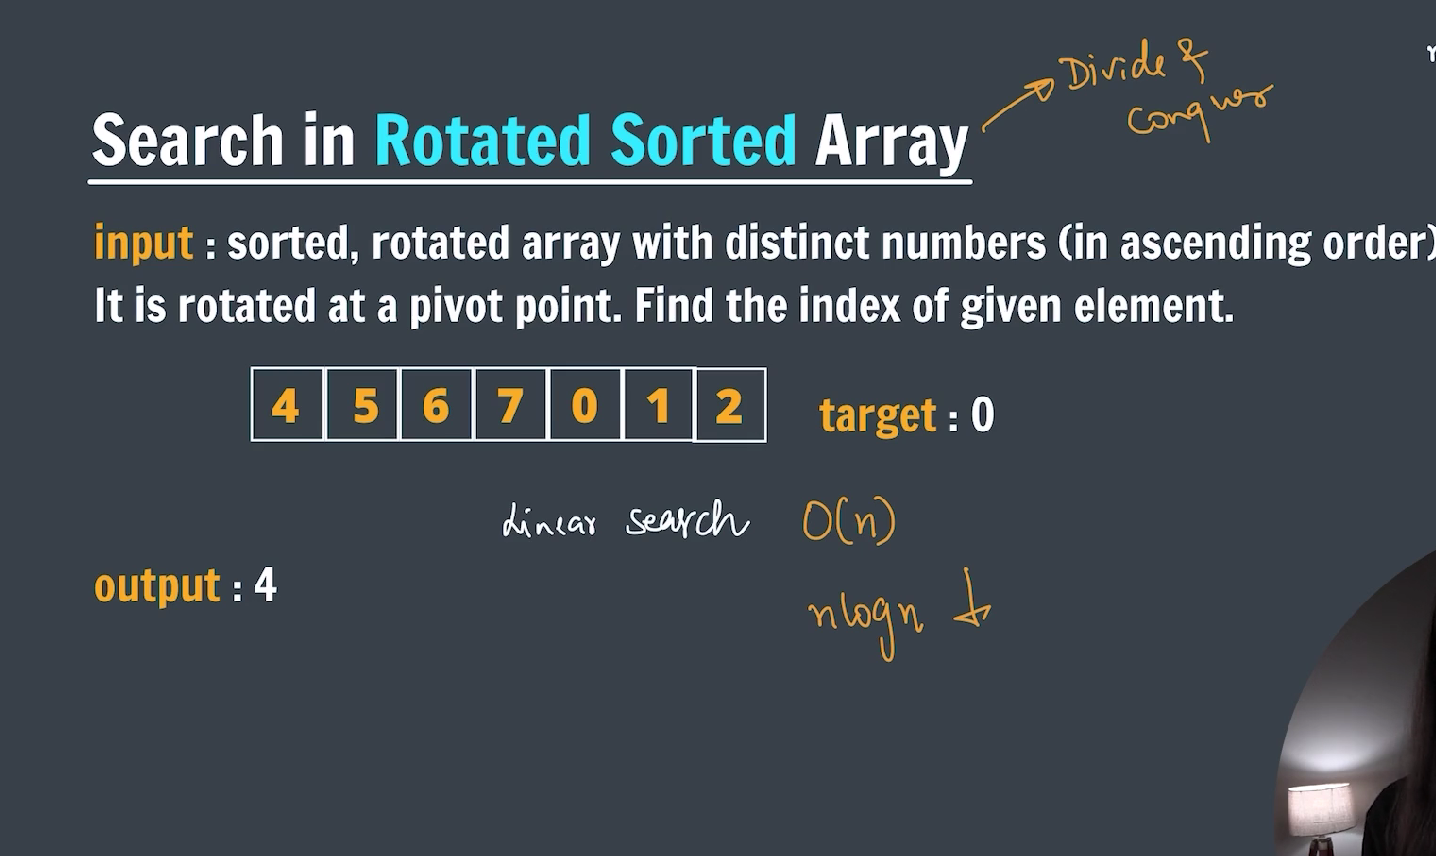 Divide &
conquer
Search in Rotated Sorted Array
input : sorted, rotated array with distinct numbers (in ascending order)
It is rotated at a pivot point. Find the index of given element.
4 5 6 7 0 1 2 target : 0
Linear search O(n)
output : 4
nlogn